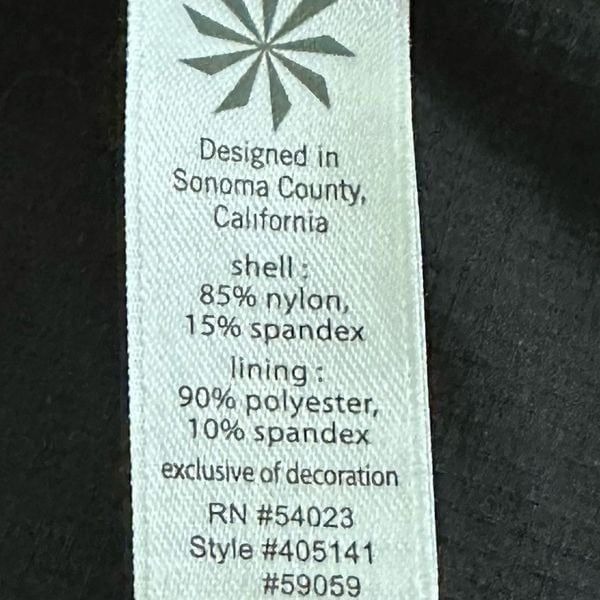 Designed in
Sonoma County,
California
shell :
85% nylon,
15% spandex
lining :
90% polyester,
10% spandex
exclusive of decoration
RN #54023
Style #405141
#59059